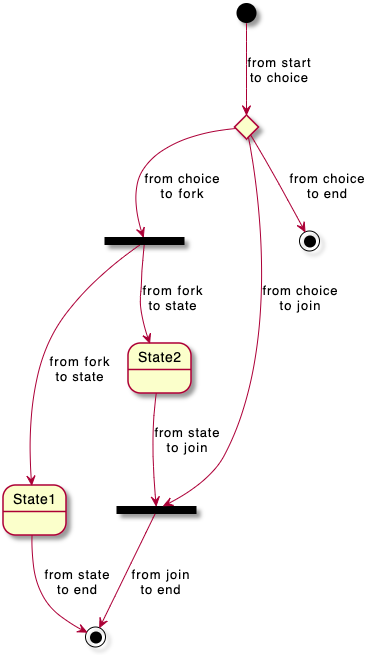 from start
to choice
from choice
to fork
from choice
to end
from fork
to state
from choice
to join
from fork
to state
State2
from state
to join
State1
from state
to end
from join
to end